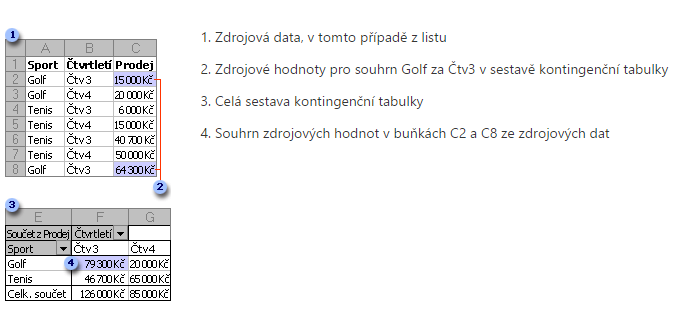 1
A B C
1 Sport Čtvrtletí Prodej
2 Golf Čtv3 15 000 Kč
3 Golf Čtv4 20 000 Kč
4 Tenis Čtv3 6 000 Kč
5 Tenis Čtv4 15 000 Kč
6 Tenis Čtv3 40 700 Kč
7 Tenis Čtv4 50 000 Kč
8 Golf Čtv3 64 300 Kč
2
3
E F G
Součet z Prodej Čtvrtletí
Sport Čtv3 Čtv4
Golf 4 79 300 Kč 20 000 Kč
Tenis 46 700 Kč 65 000 Kč
Celk. součet 126 000 Kč 85 000 Kč
1. Zdrojová data, v tomto případě z listu
2. Zdrojové hodnoty pro souhrn Golf za Čtv3 v sestavě kontingenční tabulky
3. Celá sestava kontingenční tabulky
4. Souhrn zdrojových hodnot v buňkách C2 a C8 ze zdrojových dat